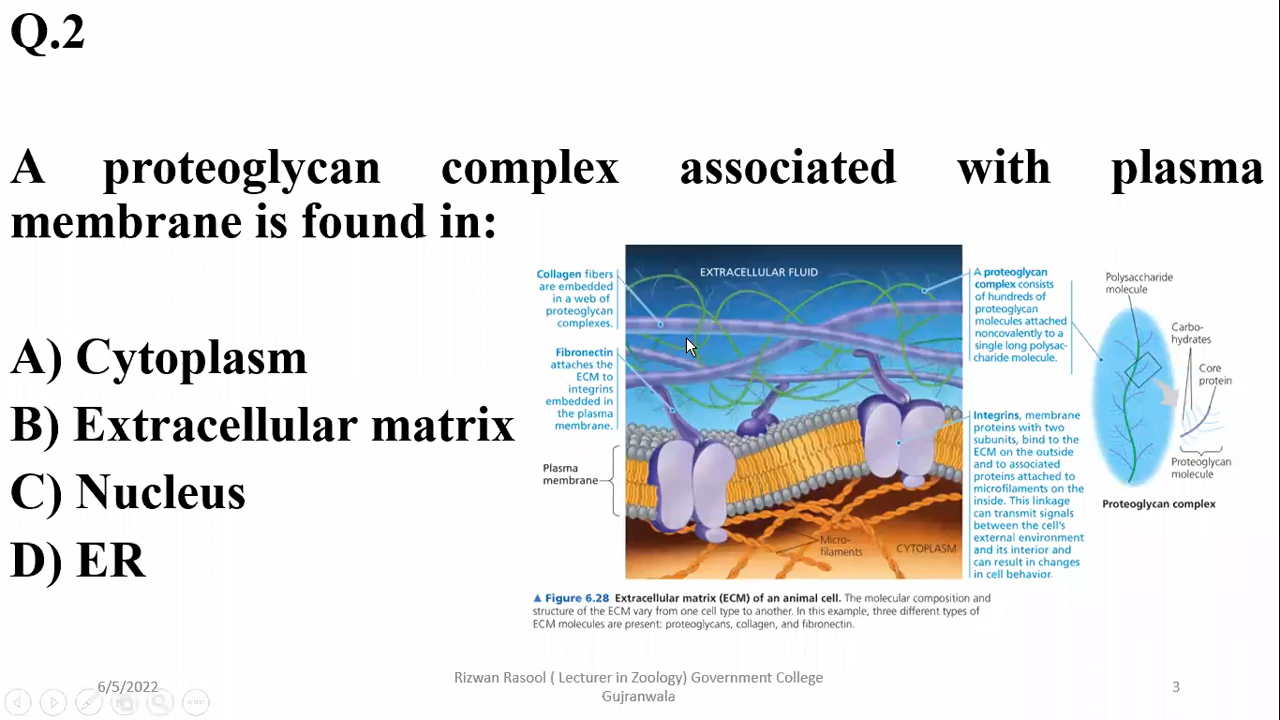 Q.2
A proteoglycan complex associated with plasma
membrane is found in:
A) Cytoplasm
B) Extracellular matrix
C) Nucleus
D) ER
Collagen fibers
are embedded
in a web of
proteoglycan
complexes.
Fibronectin
attaches the
ECM to
integrins
embedded in
the plasma
membrane.
Plasma
membrane
EXTRACELLULAR FLUID
Micro-
filaments
CYTOPLASM
A proteoglycan
complex consists
of hundreds of
proteoglycan
molecules attached
noncovalently to a
single long polysac-
charide molecule.
Integrins, membrane
proteins with two
subunits, bind to the
ECM on the outside
and to associated
proteins attached to
microfilaments on the
inside. This linkage
can transmit signals
between the cell's
external environment
and its interior and
can result in changes
in cell behavior.
Polysaccharide
molecule
Carbo-
hydrates
Core
protein
Proteoglycan
molecule
Proteoglycan complex
▲ Figure 6.28 Extracellular matrix (ECM) of an animal cell. The molecular composition and
structure of the ECM vary from one cell type to another. In this example, three different types of
ECM molecules are present: proteoglycans, collagen, and fibronectin.
6/5/2022
Rizwan Rasool ( Lecturer in Zoology) Government College
Gujranwala
3